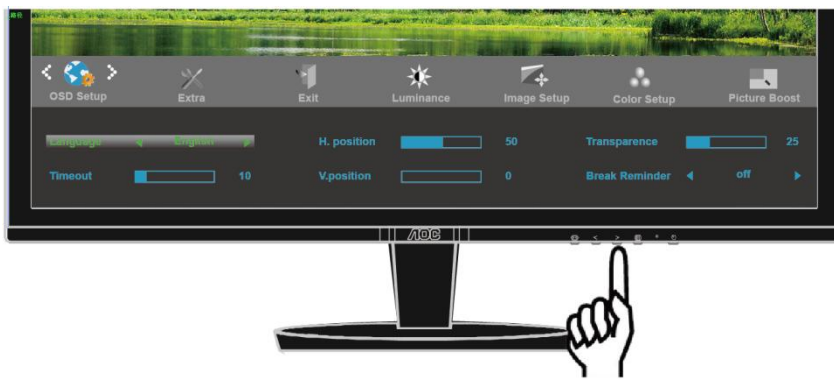 OSD Setup Extra Exit Luminance Image Setup Color Setup Picture Boost
Language English H. position 50 Transparence 25
Timeout 10 V.position 0 Break Reminder off
AOC